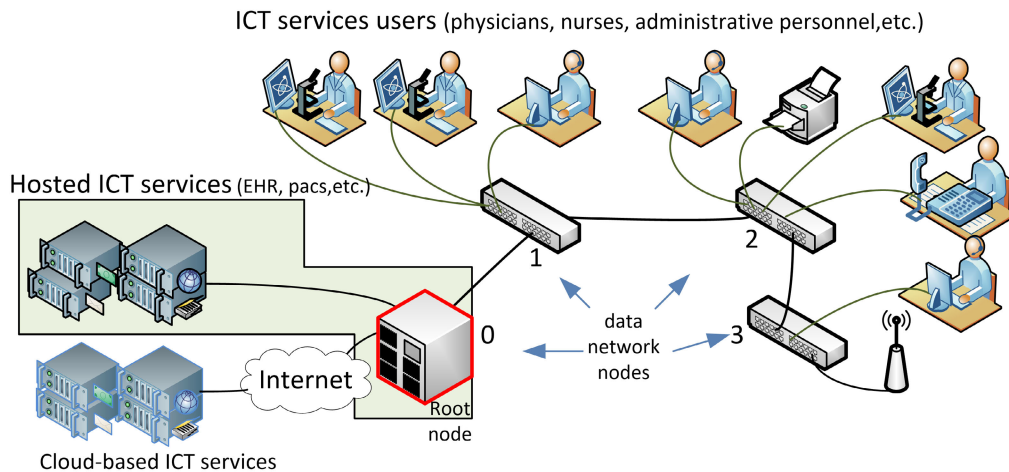 ICT services users (physicians, nurses, administrative personnel,etc.)
Hosted ICT services (EHR, pacs,etc.)
1
2
0
3
data
network
nodes
Internet
Root
node
Cloud-based ICT services